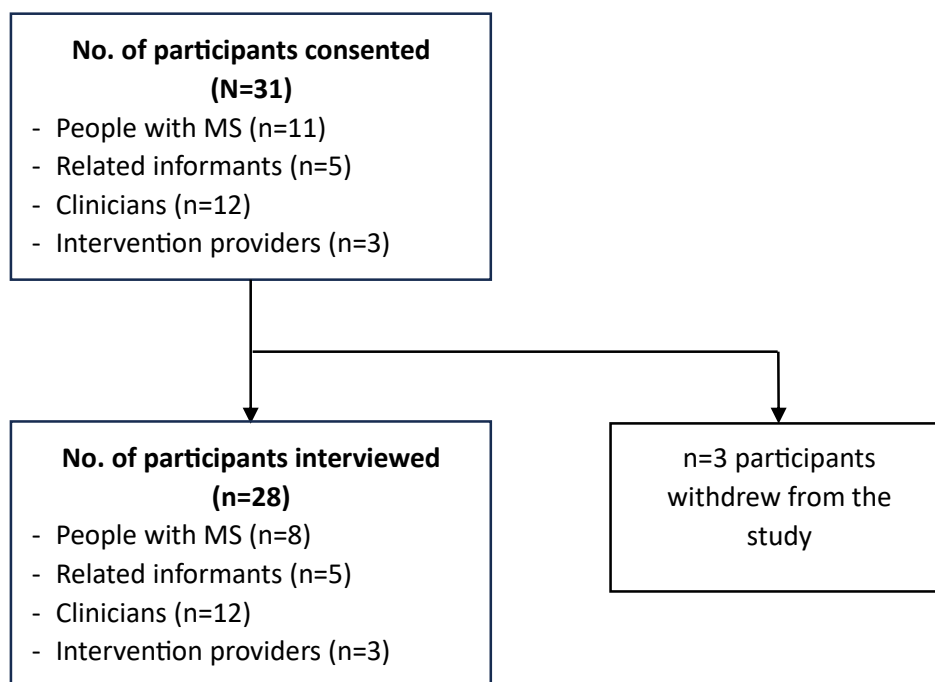 No. of participants consented
(N=31)
- People with MS (n=11)
- Related informants (n=5)
- Clinicians (n=12)
- Intervention providers (n=3)
No. of participants interviewed
(n=28)
- People with MS (n=8)
- Related informants (n=5)
- Clinicians (n=12)
- Intervention providers (n=3)
n=3 participants
withdrew from the
study